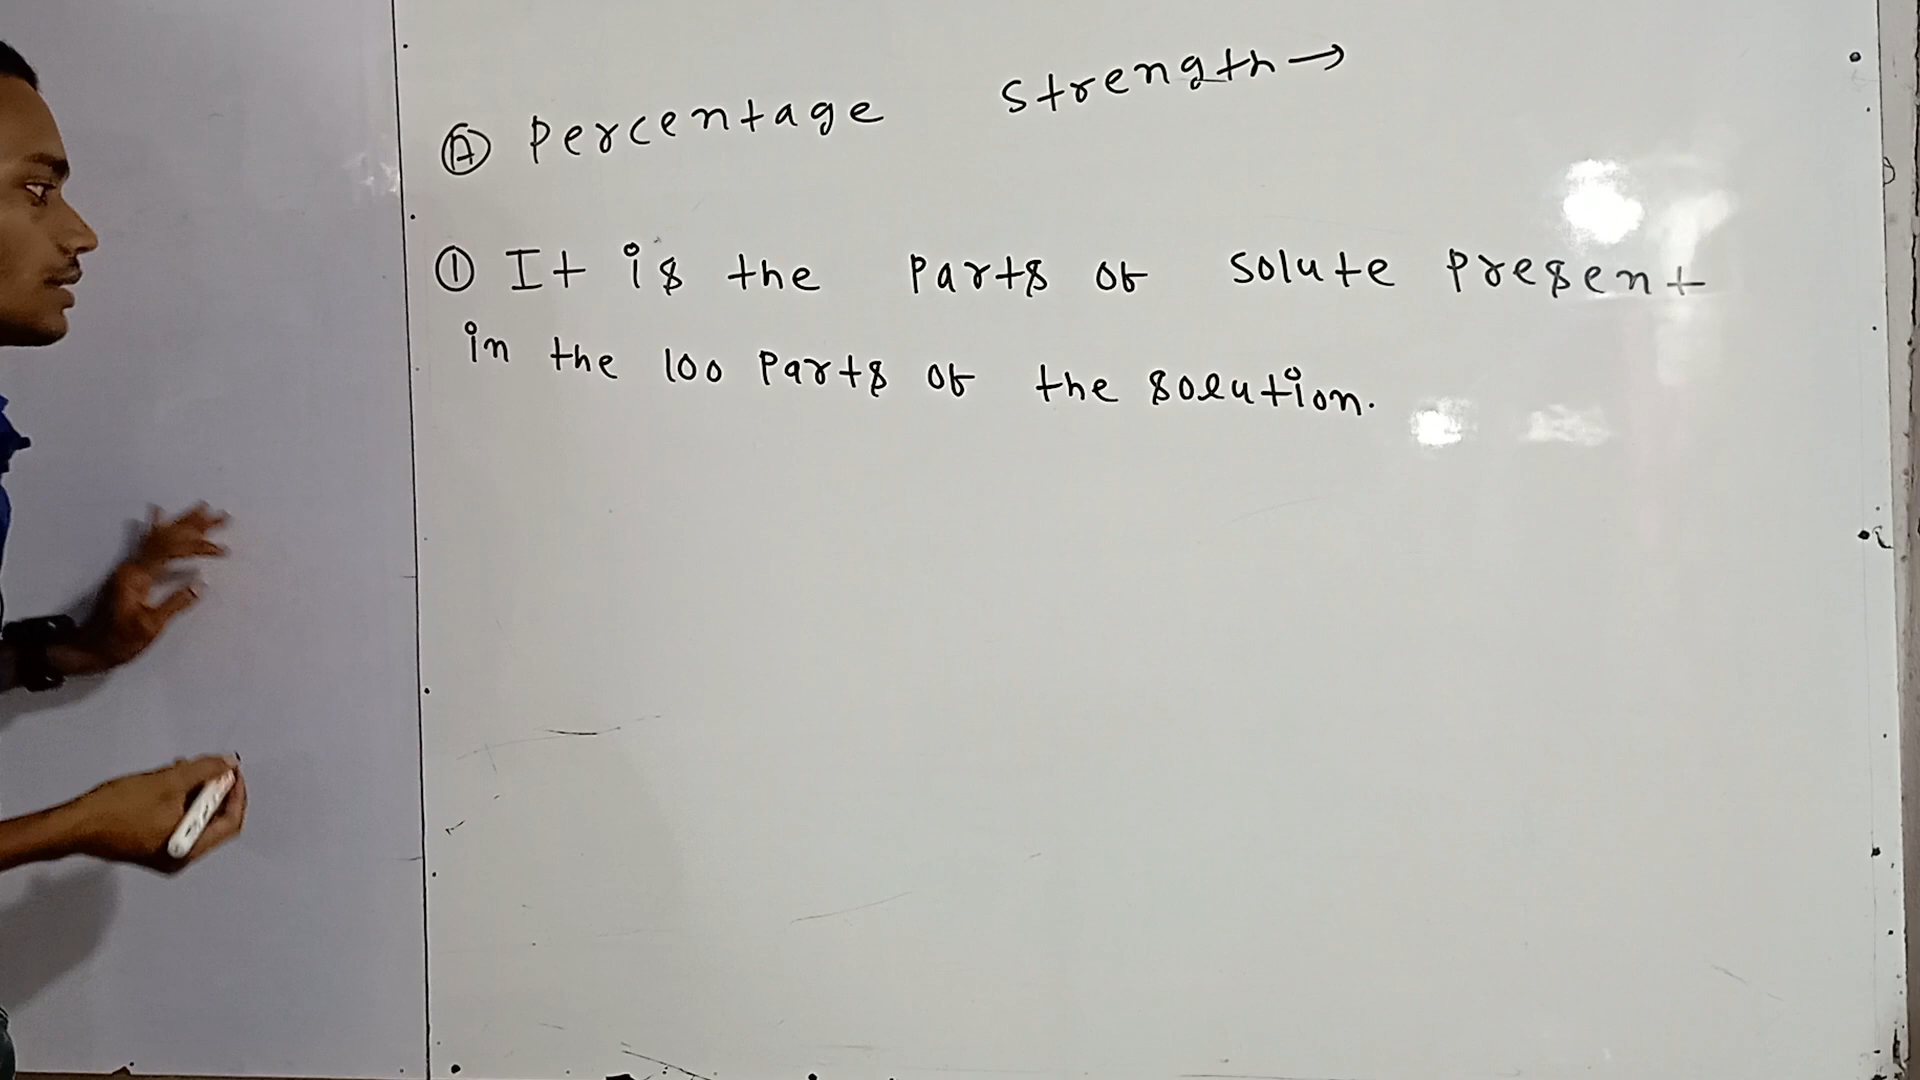 Ⓐ Percentage Strength →
① It is the parts of solute present
in the 100 parts of the solution.